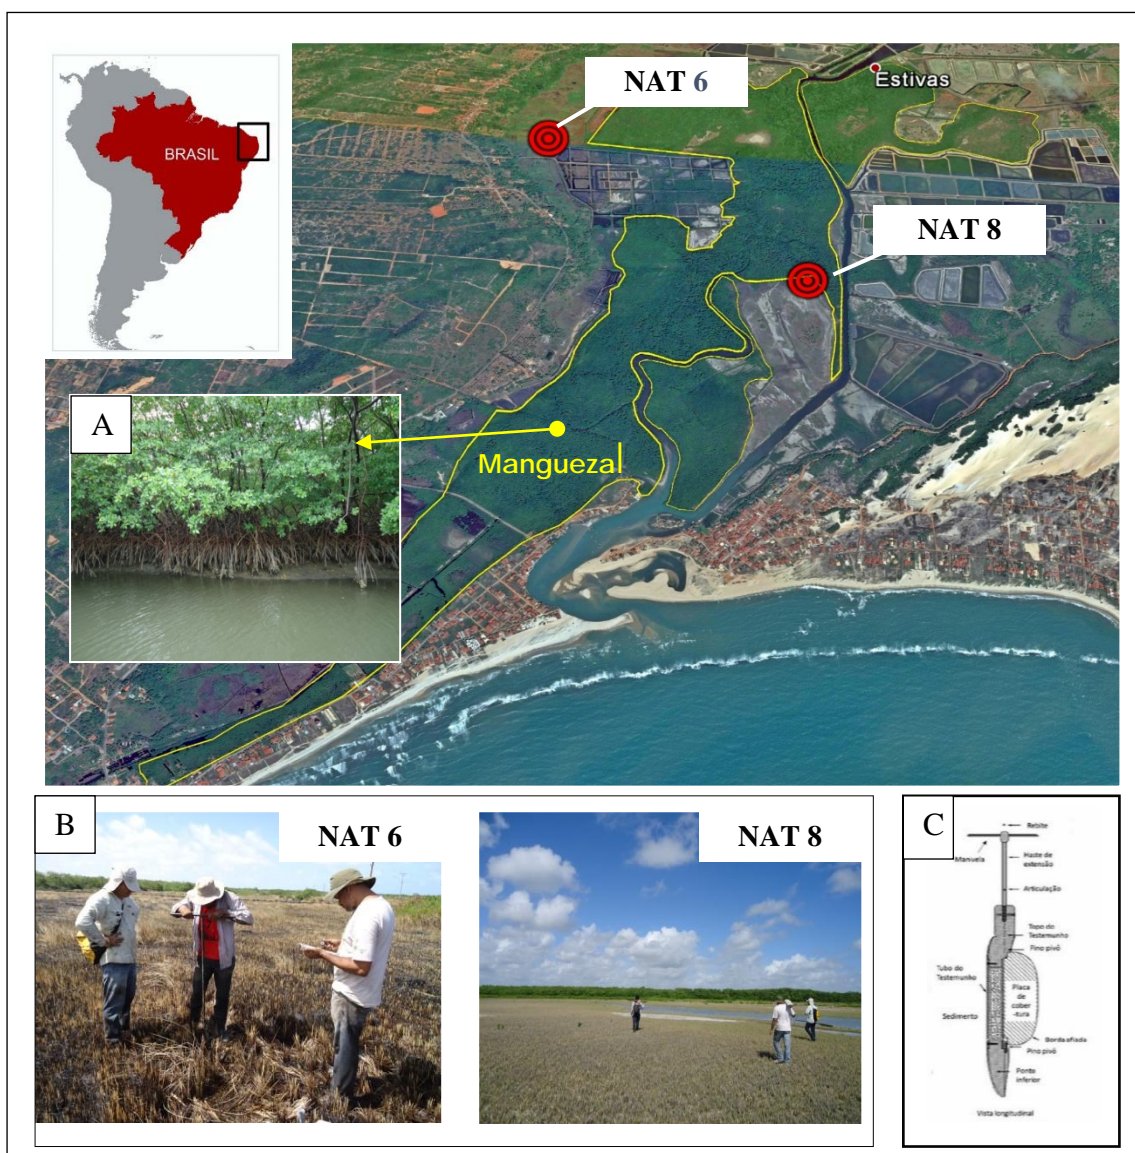 BRASIL
NAT 6
Estivas
NAT 8
A
Manguezal
B
NAT 6
NAT 8
C
Rebite
Manivela
Haste de
extensão
Articulação
Topo do
Testemunho
Pino pivô
Tubo do
Testemunho
Placa
de
cober
-tura
Sedimento
Borda afiada
Pino pivô
Ponte
inferior
Vista longitudinal